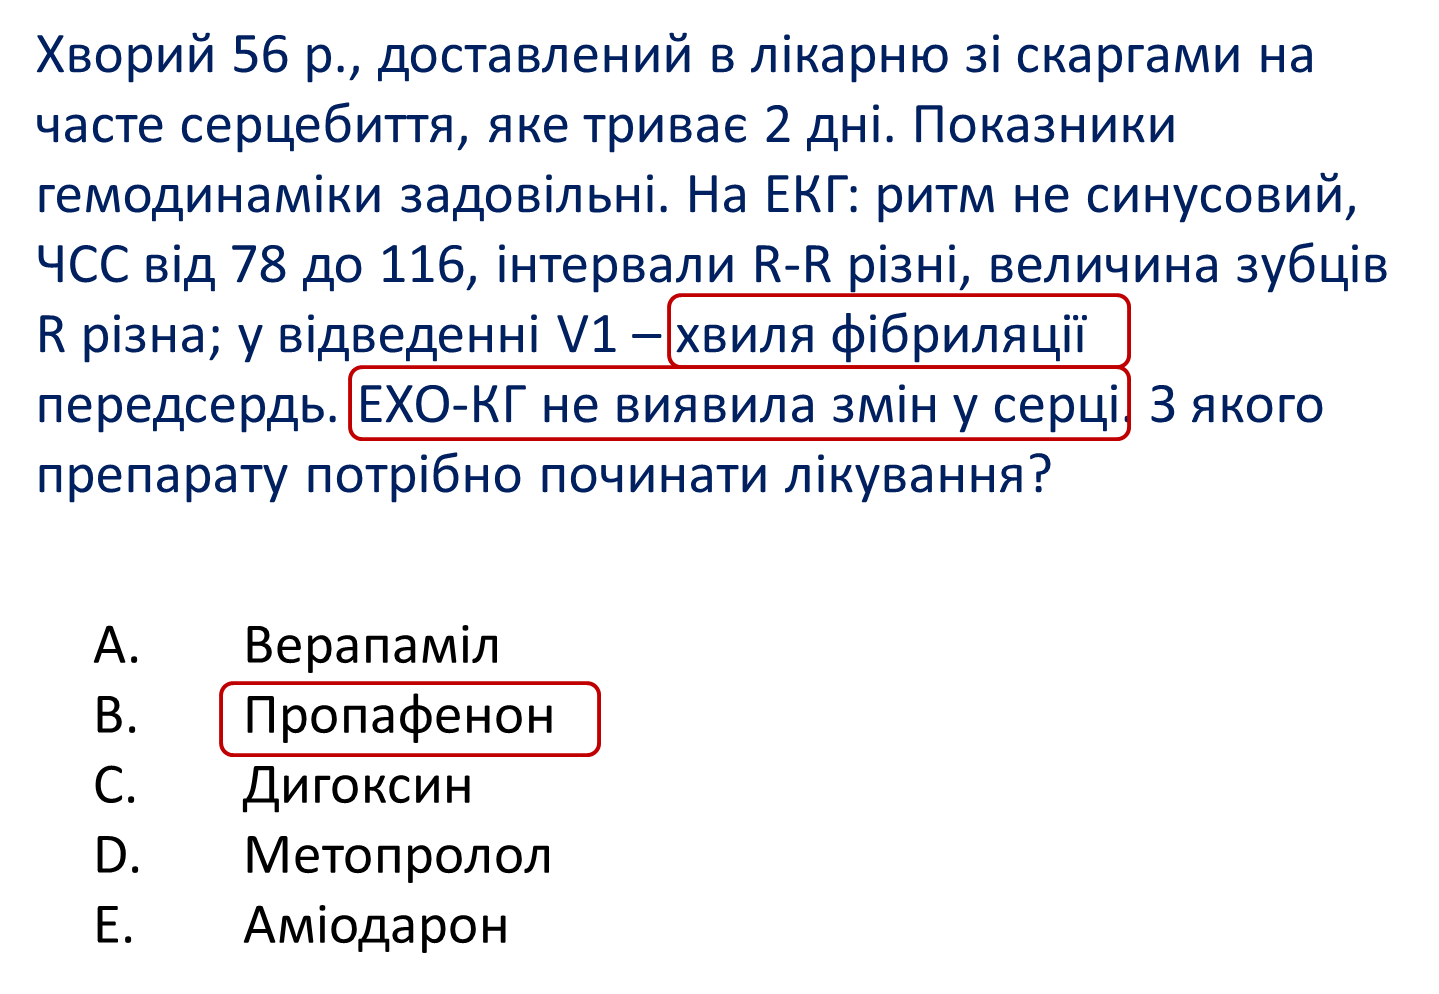 Хворий 56 р., доставлений в лікарню зі скаргами на
часте серцебиття, яке триває 2 дні. Показники
гемодинаміки задовільні. На ЕКГ: ритм не синусовий,
ЧСС від 78 до 116, інтервали R-R різні, величина зубців
R різна; у відведенні V1 – хвиля фібриляції
передсердь. ЕХО-КГ не виявила змін у серці. З якого
препарату потрібно починати лікування?
A. Верапаміл
B. Пропафенон
C. Дигоксин
D. Метопролол
E. Аміодарон